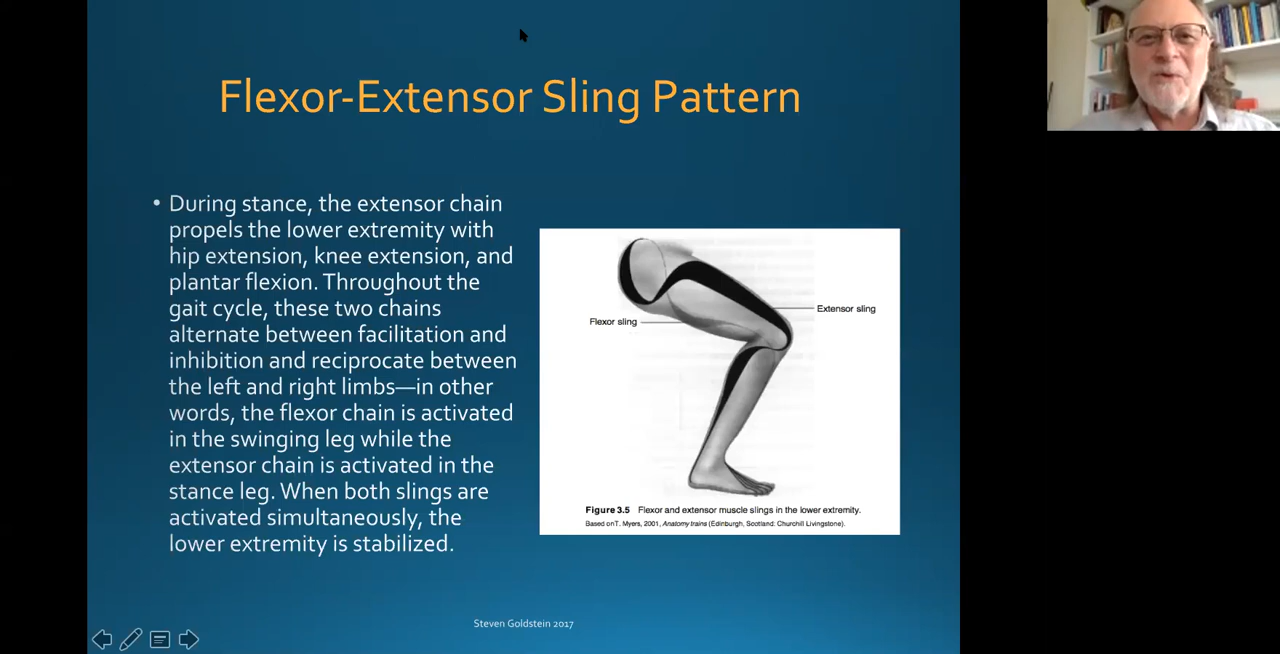 Flexor-Extensor Sling Pattern
• During stance, the extensor chain
propels the lower extremity with
hip extension, knee extension, and
plantar flexion. Throughout the
gait cycle, these two chains
alternate between facilitation and
inhibition and reciprocate between
the left and right limbs—in other
words, the flexor chain is activated
in the swinging leg while the
extensor chain is activated in the
stance leg. When both slings are
activated simultaneously, the
lower extremity is stabilized.
Extensor sling
Flexor sling
Figure 3.5 Flexor and extensor muscle slings in the lower extremity.
Based on T. Myers, 2001, Anatomy trains (Edinburgh, Scotland: Churchill Livingstone).
Steven Goldstein 2017